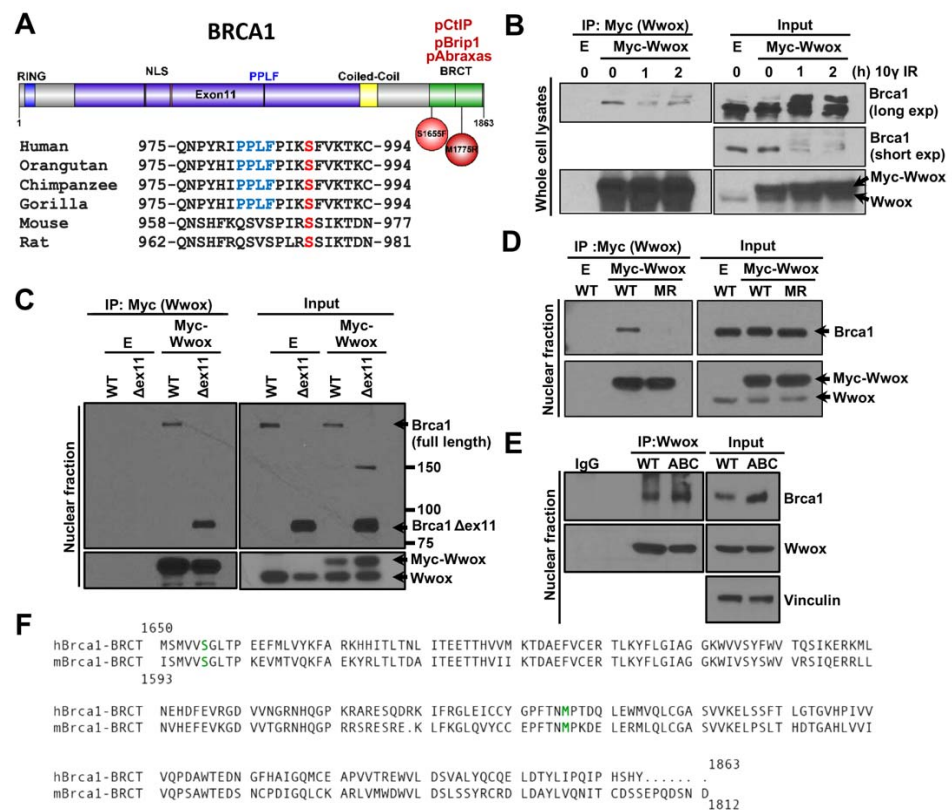 A
BRCA1
pCtIP
pBrip1
pAbraxas
RING
NLS
PPLF
Coiled-Coil
BRCT
Exon11
1
1863
S1655F
M1775R
Human 975-QNPYRIPPLFPIKSFVKTKC-994
Orangutan 975-QNPYHIPPLFPIKSFVKTKC-994
Chimpanzee 975-QNPYHIPPLFPIKSFVKTKC-994
Gorilla 975-QNPYHIPPLFPIKSFVKTKC-994
Mouse 958-QNSHFKQSVSPIRSSIKTDN-977
Rat 962-QNSHFRQSVSPLRSSIKTDN-981
B
IP: Myc (Wwox) Input
E Myc-Wwox E Myc-Wwox
0 0 1 2 0 0 1 2 (h) 10γ IR
Whole cell lysates
Brca1
(long exp)
Brca1
(short exp)
Myc-Wwox
Wwox
C
IP: Myc (Wwox) Input
E Myc-Wwox E Myc-Wwox
WT Δex11 WT Δex11 WT Δex11 WT Δex11
Nuclear fraction
Brca1
(full length)
150
100
Brca1 Δex11
75
Myc-Wwox
Wwox
D
IP :Myc (Wwox) Input
E Myc-Wwox E Myc-Wwox
WT WT MR WT WT MR
Nuclear fraction
Brca1
Myc-Wwox
Wwox
E
IP:Wwox Input
IgG WT ABC WT ABC
Nuclear fraction
Brca1
Wwox
Vinculin
F
1650
hBrca1-BRCT MSMVVSGLTP EEFMLVYKFA RKHHITLTNL ITEETTHVVM KTDAEFVCER TLKYFLGIAG GKWVVSYFWV TQSIKERKML
mBrca1-BRCT ISMVVSGLTP KEVMTVQKFA EKYRLTLTDA ITEETTHVII KTDAEFVCER TLKYFLGIAG GKWIVSYSWV VRSIQERRLL
1593
hBrca1-BRCT NEHDFEVRGD VVNGRNHQGP KRARESQDRK IFRGLEICCY GPFTNMPTDQ LEWMVQLCGA SVVKELSSFT LGTGVHPIVV
mBrca1-BRCT NVHEFEVKGD VVTGRNHQGP RRSRESRE.K LFKGLQVYCC EPFTNMPKDE LERMLQLCGA SVVKELPSLT HDTGAHLVVI
1863
hBrca1-BRCT VQPDAWTEDN GFHAIGQMCE APVVTREWVL DSVALYQCQE LDTYLIPQIP HSHY...... .
mBrca1-BRCT VQPSAWTEDS NCPDIGQLCK ARLVMWDWVL DSLSSYRCRD LDAYLVQNIT CDSSEPQDSN D
1812